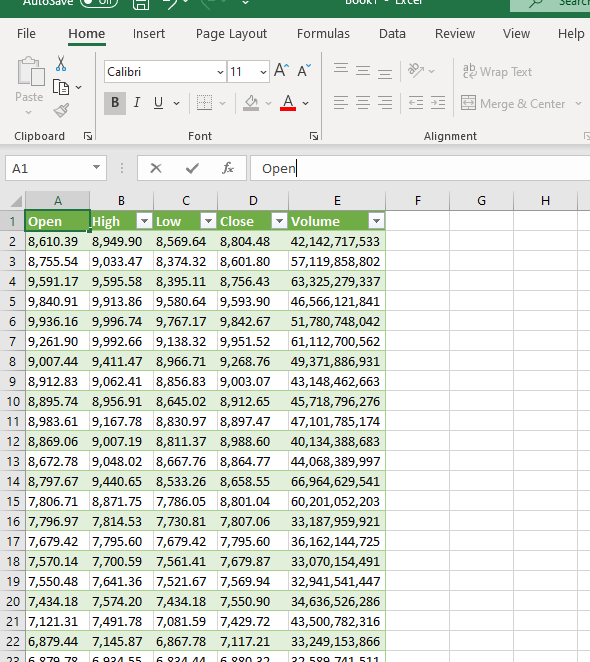 AutoSave Off Book1 - Excel Search
File Home Insert Page Layout Formulas Data Review View Help
Paste Calibri 11 A A ab Wrap Text
B I U A Merge & Center
Clipboard Font Alignment
A1 fx Open
A B C D E F G H
1 Open High Low Close Volume
2 8,610.39 8,949.90 8,569.64 8,804.48 42,142,717,533
3 8,755.54 9,033.47 8,374.32 8,601.80 57,119,858,802
4 9,591.17 9,595.58 8,395.11 8,756.43 63,325,279,337
5 9,840.91 9,913.86 9,580.64 9,593.90 46,566,121,841
6 9,936.16 9,996.74 9,767.17 9,842.67 51,780,748,042
7 9,261.90 9,992.66 9,138.32 9,951.52 61,112,700,562
8 9,007.44 9,411.47 8,966.71 9,268.76 49,371,886,931
9 8,912.83 9,062.41 8,856.83 9,003.07 43,148,462,663
10 8,895.74 8,956.91 8,645.02 8,912.65 45,718,796,276
11 8,983.61 9,167.78 8,830.97 8,897.47 47,101,785,174
12 8,869.06 9,007.19 8,811.37 8,988.60 40,134,388,683
13 8,672.78 9,048.02 8,667.76 8,864.77 44,068,389,997
14 8,797.67 9,440.65 8,533.26 8,658.55 66,964,629,541
15 7,806.71 8,871.75 7,786.05 8,801.04 60,201,052,203
16 7,796.97 7,814.53 7,730.81 7,807.06 33,187,959,921
17 7,679.42 7,795.60 7,679.42 7,795.60 36,162,144,725
18 7,570.14 7,700.59 7,561.41 7,679.87 33,070,154,491
19 7,550.48 7,641.36 7,521.67 7,569.94 32,941,541,447
20 7,434.18 7,574.20 7,434.18 7,550.90 34,636,526,286
21 7,121.31 7,491.78 7,081.59 7,429.72 43,500,782,316
22 6,879.44 7,145.87 6,867.78 7,117.21 33,249,153,866
23 6,879.78 6,934.55 6,834.44 6,880.32 32,589,741,511